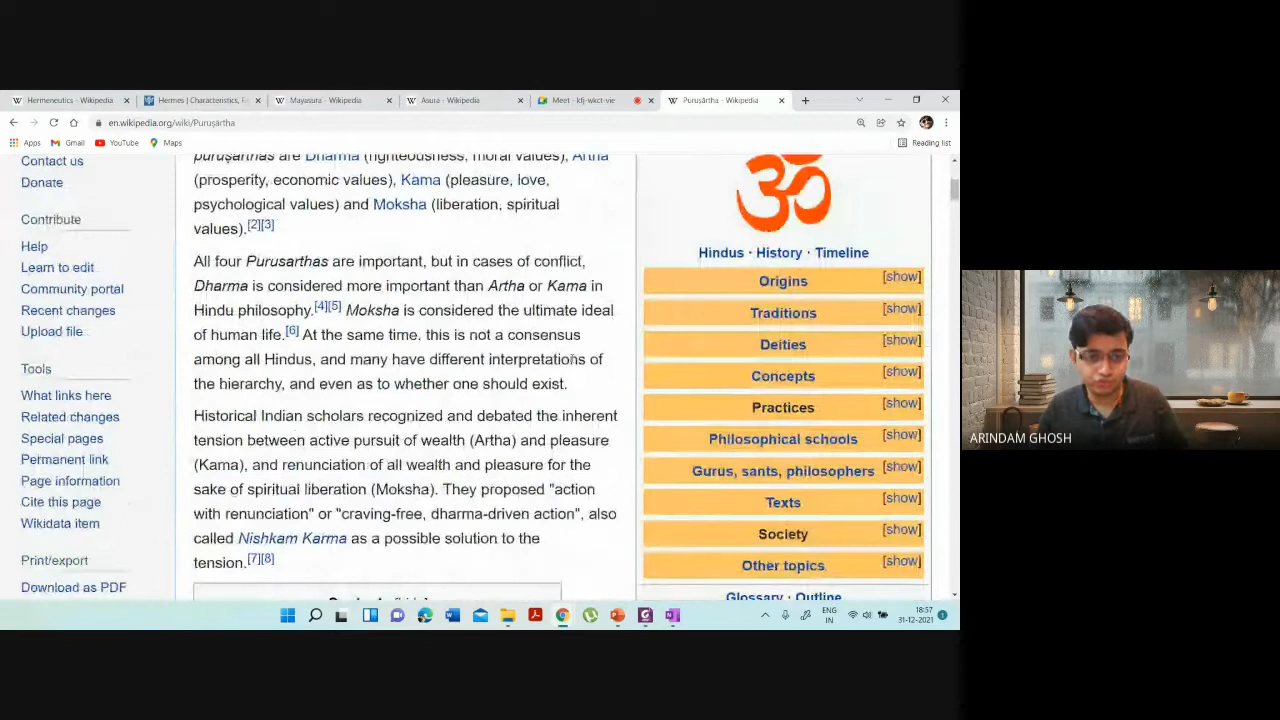 Hermeneutics - Wikipedia
Hermes | Characteristics, F
Mayasura - Wikipedia
Asura - Wikipedia
Meet - kfj-wkct-vie
Puruṣārtha - Wikipedia
en.wikipedia.org/wiki/Puruṣārtha
Apps Gmail YouTube Maps
Reading list
Contact us
Donate
Contribute
Help
Learn to edit
Community portal
Recent changes
Upload file
Tools
What links here
Related changes
Special pages
Permanent link
Page information
Cite this page
Wikidata item
Print/export
Download as PDF
puruṣārthas are Dharma (righteousness, moral values), Artha
(prosperity, economic values), Kama (pleasure, love,
psychological values) and Moksha (liberation, spiritual
values).[2][3]
All four Purusarthas are important, but in cases of conflict,
Dharma is considered more important than Artha or Kama in
Hindu philosophy.[4][5] Moksha is considered the ultimate ideal
of human life.[6] At the same time, this is not a consensus
among all Hindus, and many have different interpretations of
the hierarchy, and even as to whether one should exist.
Historical Indian scholars recognized and debated the inherent
tension between active pursuit of wealth (Artha) and pleasure
(Kama), and renunciation of all wealth and pleasure for the
sake of spiritual liberation (Moksha). They proposed "action
with renunciation" or "craving-free, dharma-driven action", also
called Nishkam Karma as a possible solution to the
tension.[7][8]
ॐ
Hindus · History · Timeline
Origins [show]
Traditions [show]
Deities [show]
Concepts [show]
Practices [show]
Philosophical schools [show]
Gurus, sants, philosophers [show]
Texts [show]
Society [show]
Other topics [show]
Glossary · Outline
ENG
IN
18:57
31-12-2021
ARINDAM GHOSH